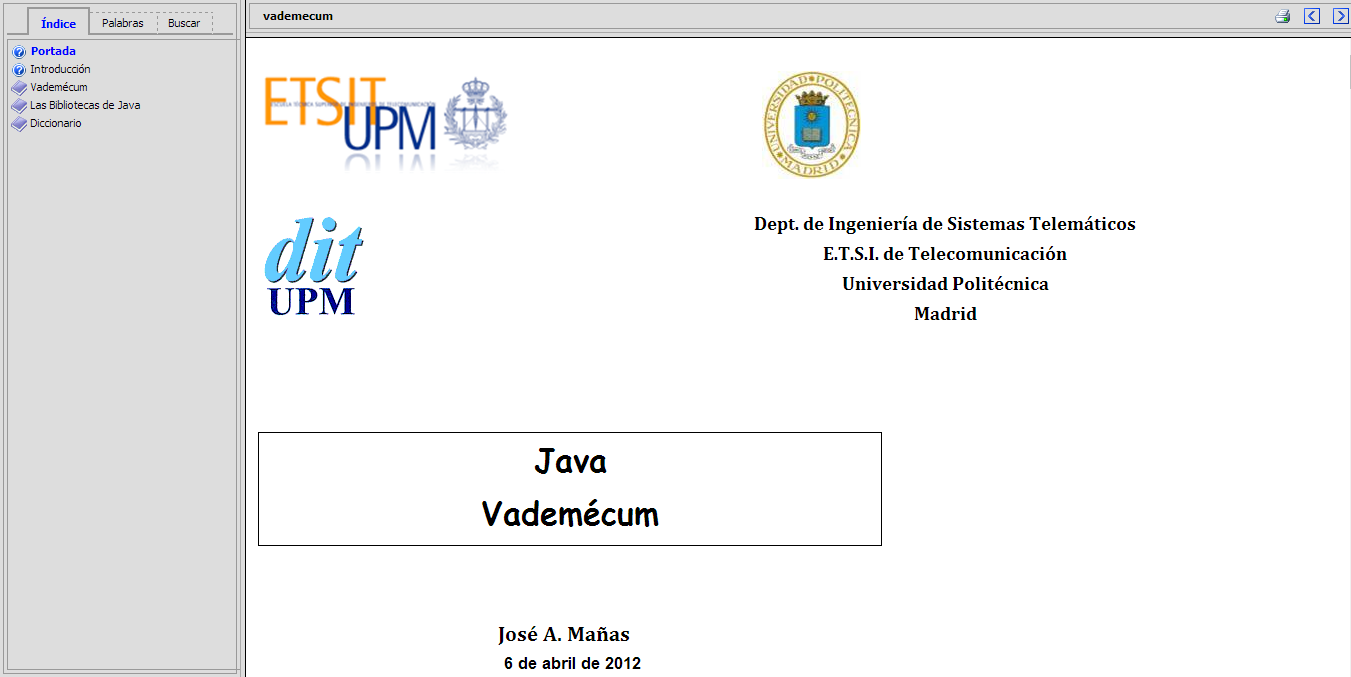 Índice Palabras Buscar
Portada
Introducción
Vademécum
Las Bibliotecas de Java
Diccionario
vademecum
ETSIT
ESCUELA TÉCNICA SUPERIOR DE INGENIEROS DE TELECOMUNICACIÓN
UPM
UNIVERSIDAD POLITECNICA
MADRID
dit
UPM
Dept. de Ingeniería de Sistemas Telemáticos
E.T.S.I. de Telecomunicación
Universidad Politécnica
Madrid
Java
Vademécum
José A. Mañas
6 de abril de 2012